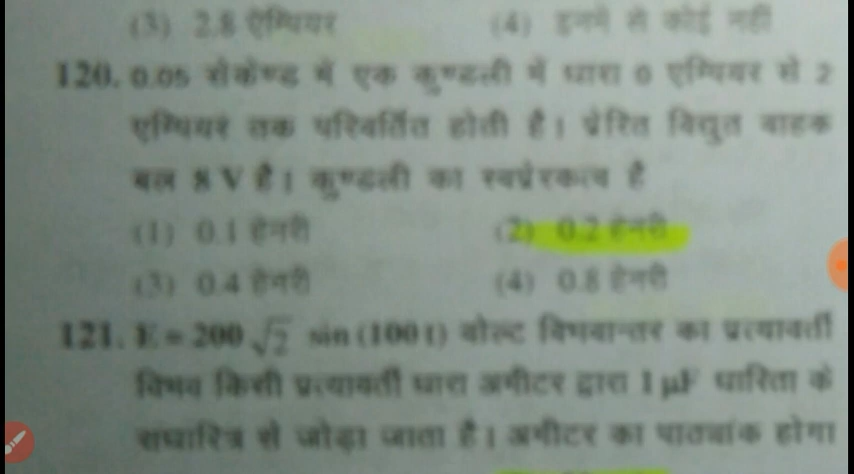 (3) 2.8 ऐम्पियर (4) इनमें से कोई नहीं
120. 0.05 सेकेण्ड में एक कुण्डली में धारा 0 एम्पियर से 2
एम्पियर तक परिवर्तित होती है। प्रेरित विद्युत वाहक
बल 8 V है। कुण्डली का स्वप्रेरकत्व है
(1) 0.1 हेनरी (2) 0.2 हेनरी
(3) 0.4 हेनरी (4) 0.8 हेनरी
121. E = 200 √2 sin (100 t) वोल्ट विभवान्तर का प्रत्यावर्ती
विभव किसी प्रत्यावर्ती धारा अमीटर द्वारा 1 μF धारिता के
संधारित्र से जोड़ा जाता है। अमीटर का पाठ्यांक होगा